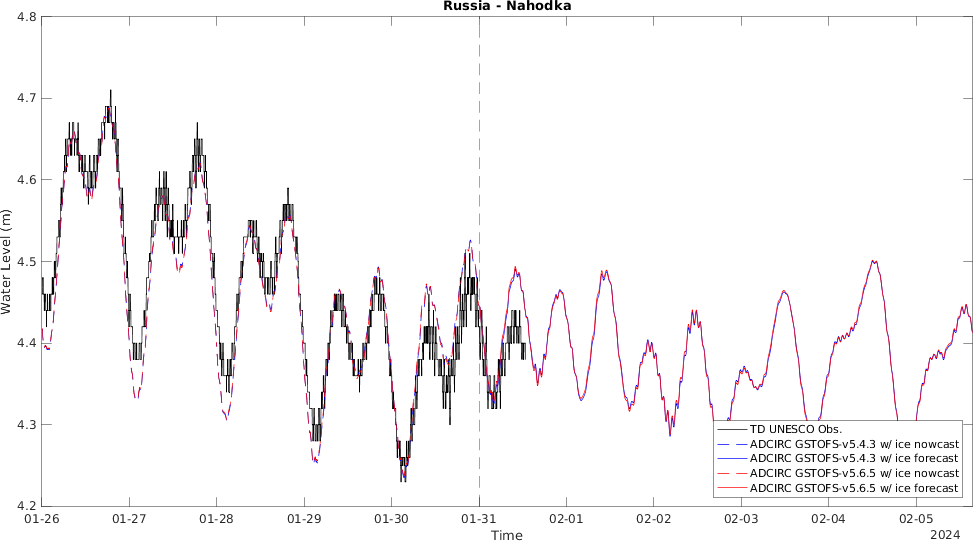 Russia - Nahodka
4.8
4.7
4.6
4.5
4.4
4.3
4.2
Water Level (m)
TD UNESCO Obs.
ADCIRC GSTOFS-v5.4.3 w/ ice nowcast
ADCIRC GSTOFS-v5.4.3 w/ ice forecast
ADCIRC GSTOFS-v5.6.5 w/ ice nowcast
ADCIRC GSTOFS-v5.6.5 w/ ice forecast
01-26 01-27 01-28 01-29 01-30 01-31 02-01 02-02 02-03 02-04 02-05
Time
2024